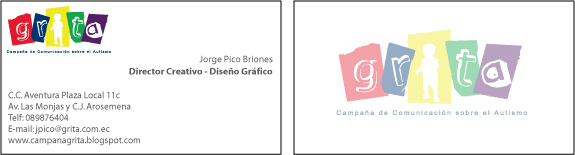 grita
Campaña de Comunicación sobre el Autismo
Jorge Pico Briones
Director Creativo - Diseño Gráfico
C.C. Aventura Plaza Local 11c
Av. Las Monjas y C.J. Arosemena
Telf: 089876404
E-mail: jpico@grita.com.ec
www.campanagrita.blogspot.com
grita
Campaña de Comunicación sobre el Autismo